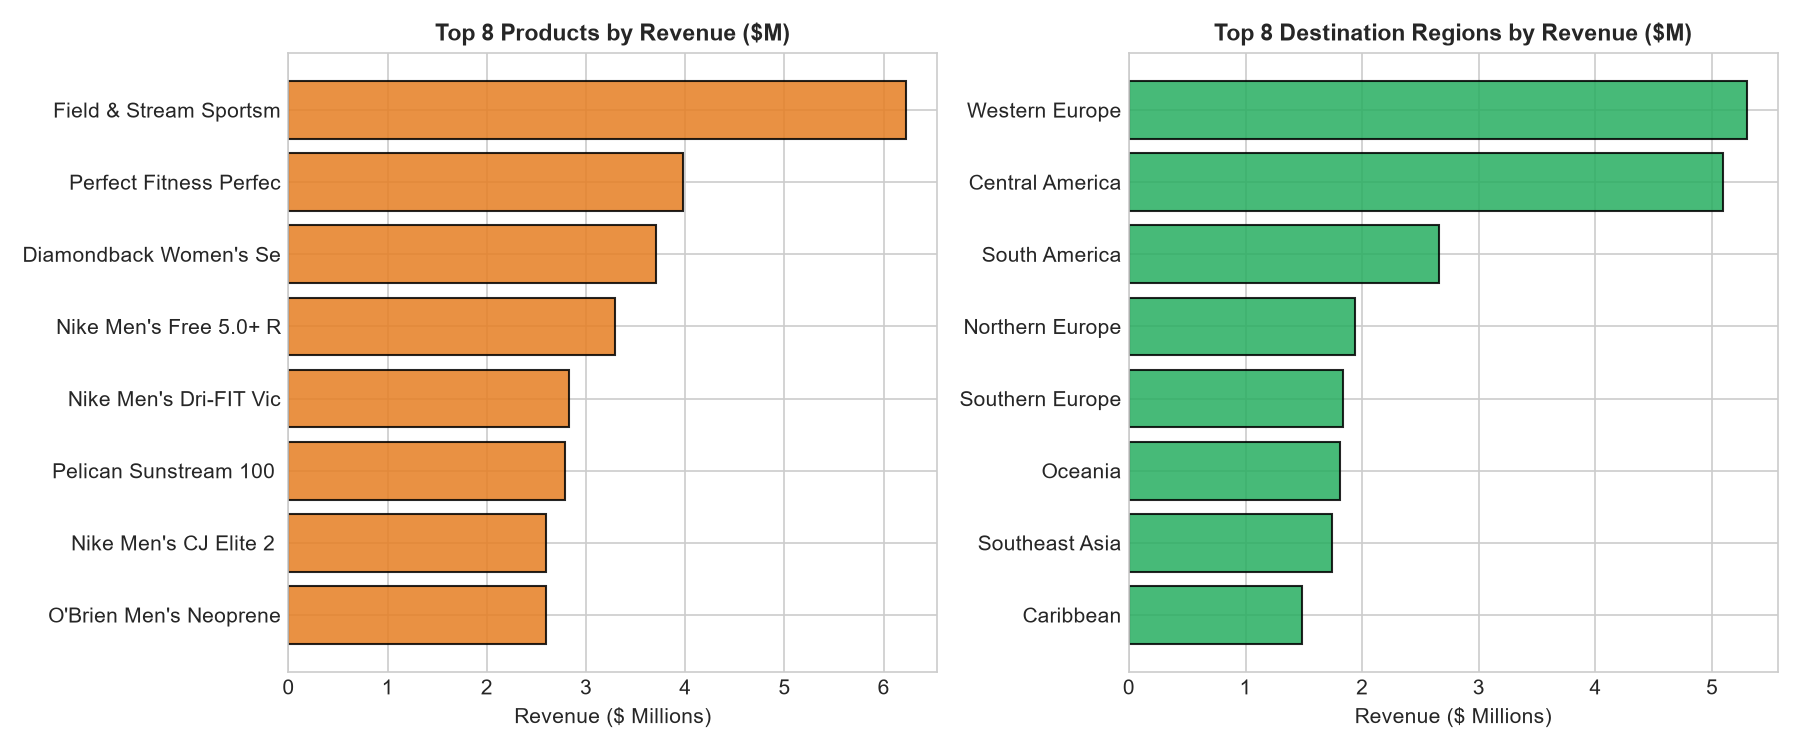 Top 8 Products by Revenue ($M)
Field & Stream Sportsm
Perfect Fitness Perfec
Diamondback Women's Se
Nike Men's Free 5.0+ R
Nike Men's Dri-FIT Vic
Pelican Sunstream 100
Nike Men's CJ Elite 2
O'Brien Men's Neoprene
0 1 2 3 4 5 6
Revenue ($ Millions)
Top 8 Destination Regions by Revenue ($M)
Western Europe
Central America
South America
Northern Europe
Southern Europe
Oceania
Southeast Asia
Caribbean
0 1 2 3 4 5
Revenue ($ Millions)